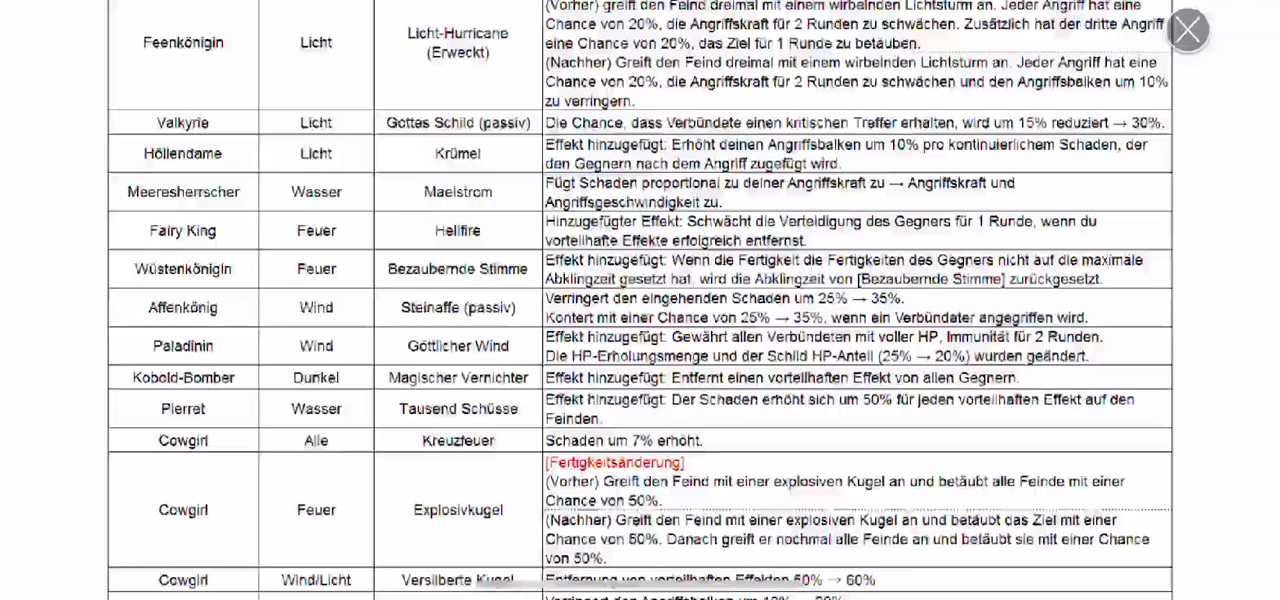 (Vorher) greift den Feind dreimal mit einem wirbelnden Lichtsturm an. Jeder Angriff hat eine
Chance von 20%, die Angriffskraft für 2 Runden zu schwächen. Zusätzlich hat der dritte Angriff
eine Chance von 20%, das Ziel für 1 Runde zu betäuben.
Feenkönigin Licht Licht-Hurricane
(Erweckt)
(Nachher) Greift den Feind dreimal mit einem wirbelnden Lichtsturm an. Jeder Angriff hat eine
Chance von 20%, die Angriffskraft für 2 Runden zu schwächen und den Angriffsbalken um 10%
zu verringern.
Valkyrie Licht Gottes Schild (passiv) Die Chance, dass Verbündete einen kritischen Treffer erhalten, wird um 15% reduziert → 30%.
Höllendame Licht Krümel Effekt hinzugefügt: Erhöht deinen Angriffsbalken um 10% pro kontinuierlichem Schaden, der
den Gegnern nach dem Angriff zugefügt wird.
Meeresherrscher Wasser Maelstrom Fügt Schaden proportional zu deiner Angriffskraft zu → Angriffskraft und
Angriffsgeschwindigkeit zu.
Fairy King Feuer Hellfire Hinzugefügter Effekt: Schwächt die Verteidigung des Gegners für 1 Runde, wenn du
vorteilhafte Effekte erfolgreich entfernst.
Wüstenkönigin Feuer Bezaubernde Stimme Effekt hinzugefügt: Wenn die Fertigkeit die Fertigkeiten des Gegners nicht auf die maximale
Abklingzeit gesetzt hat, wird die Abklingzeit von [Bezaubernde Stimme] zurückgesetzt.
Affenkönig Wind Steinaffe (passiv) Verringert den eingehenden Schaden um 25% → 35%.
Kontert mit einer Chance von 25% → 35%, wenn ein Verbündater angegriffen wird.
Paladinin Wind Göttlicher Wind Effekt hinzugefügt: Gewährt allen Verbündeten mit voller HP, Immunität für 2 Runden.
Die HP-Erholungsmenge und der Schild HP-Anteil (25% → 20%) wurden geändert.
Kobold-Bomber Dunkel Magischer Vernichter Effekt hinzugefügt: Entfernt einen vorteilhaften Effekt von allen Gegnern.
Pierret Wasser Tausend Schüsse Effekt hinzugefügt: Der Schaden erhöht sich um 50% für jeden vorteilhaften Effekt auf den
Feinden.
Cowgirl Alle Kreuzfeuer Schaden um 7% erhöht.
[Fertigkeitsänderung]
(Vorher) Greift den Feind mit einer explosiven Kugel an und betäubt alle Feinde mit einer
Chance von 50%.
Cowgirl Feuer Explosivkugel
(Nachher) Greift den Feind mit einer explosiven Kugel an und betäubt das Ziel mit einer
Chance von 50%. Danach greift er nochmal alle Feinde an und betäubt sie mit einer Chance
von 50%.
Cowgirl Wind/Licht Versilberte Kugel Entfernung von vorteilhaften Effekten 50% → 60%